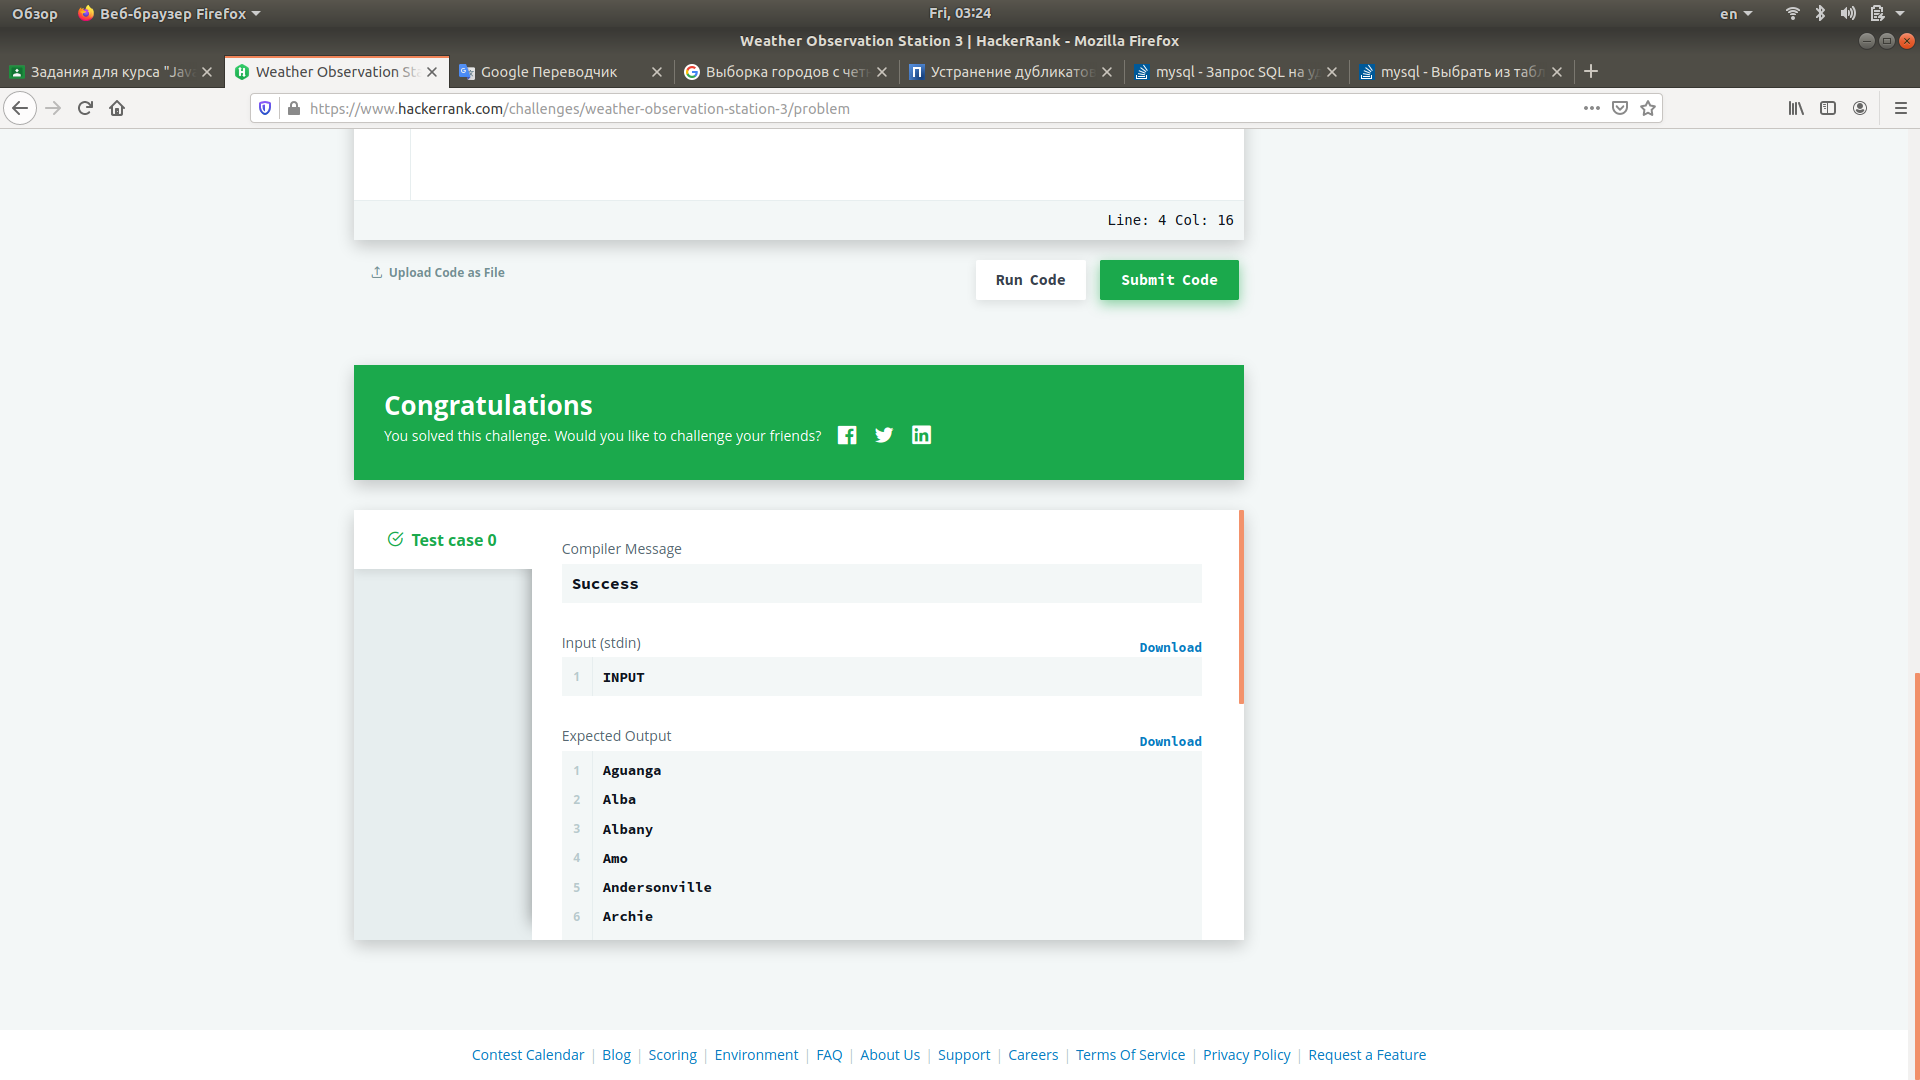 Обзор
Веб-браузер Firefox
Fri, 03:24
en
Weather Observation Station 3 | HackerRank - Mozilla Firefox
Задания для курса "Jav
Weather Observation St
Google Переводчик
Выборка городов с чет
Устранение дубликатов
mysql - Запрос SQL на уд
mysql - Выбрать из табл
https://www.hackerrank.com/challenges/weather-observation-station-3/problem
Line: 4 Col: 16
Upload Code as File
Run Code
Submit Code
Congratulations
You solved this challenge. Would you like to challenge your friends?
Test case 0
Compiler Message
Success
Input (stdin)
Download
1 INPUT
Expected Output
Download
1 Aguanga
2 Alba
3 Albany
4 Amo
5 Andersonville
6 Archie
Contest Calendar | Blog | Scoring | Environment | FAQ | About Us | Support | Careers | Terms Of Service | Privacy Policy | Request a Feature